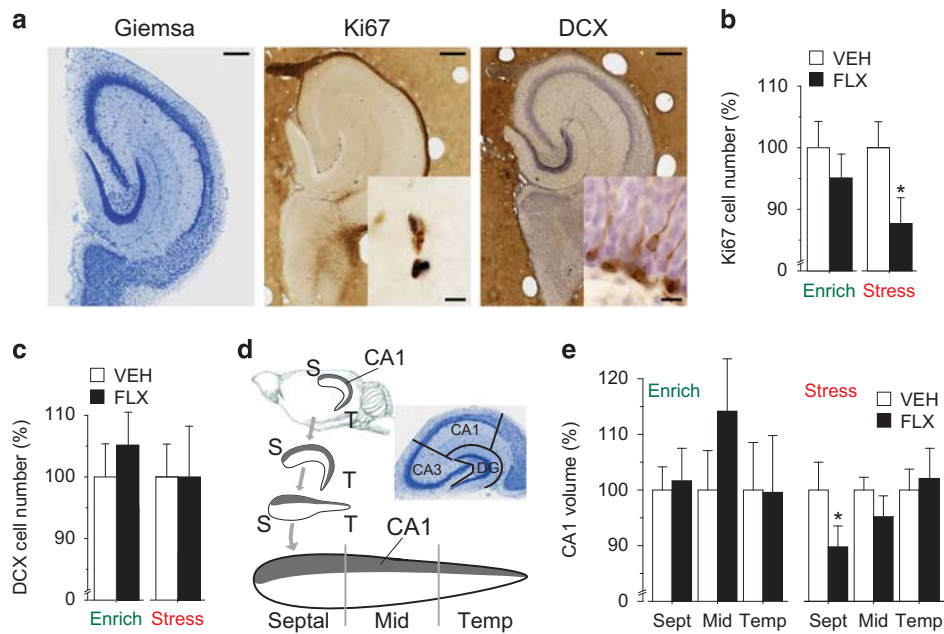 a
Giemsa
Ki67
DCX
b
VEH
FLX
Ki67 cell number (%)
110
100
90
0
*
Enrich
Stress
c
VEH
FLX
DCX cell number (%)
110
100
90
0
Enrich
Stress
d
S
CA1
T
S
T
S
T
CA1
CA3
DG
CA1
Septal
Mid
Temp
e
CA1 volume (%)
120
110
100
90
0
Enrich
Stress
VEH
FLX
*
Sept
Mid
Temp
Sept
Mid
Temp